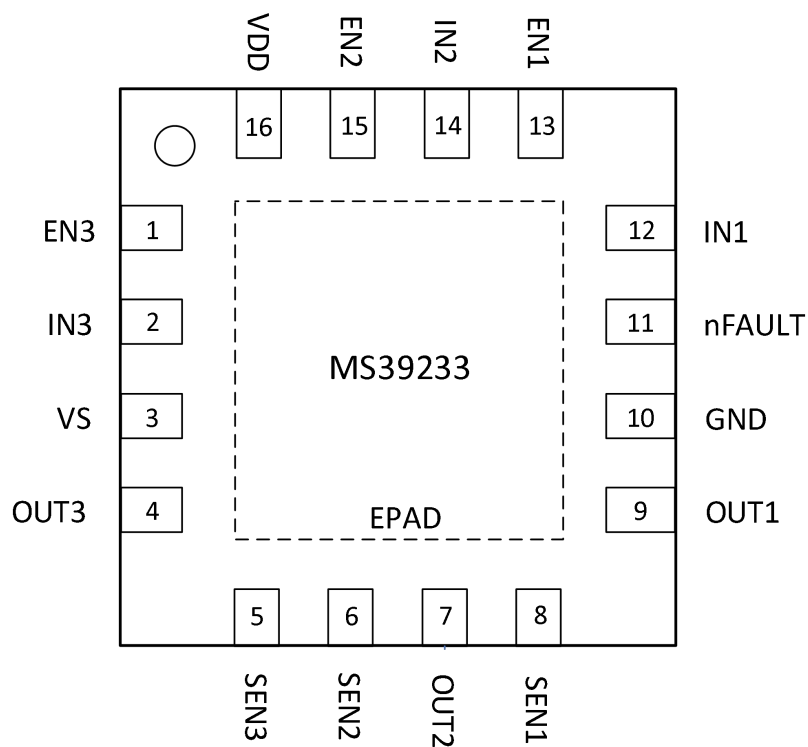 VDD
EN2
IN2
EN1
16
15
14
13
EN3
1
12
IN1
IN3
2
11
nFAULT
MS39233
VS
3
10
GND
OUT3
4
EPAD
9
OUT1
5
6
7
8
SEN3
SEN2
OUT2
SEN1